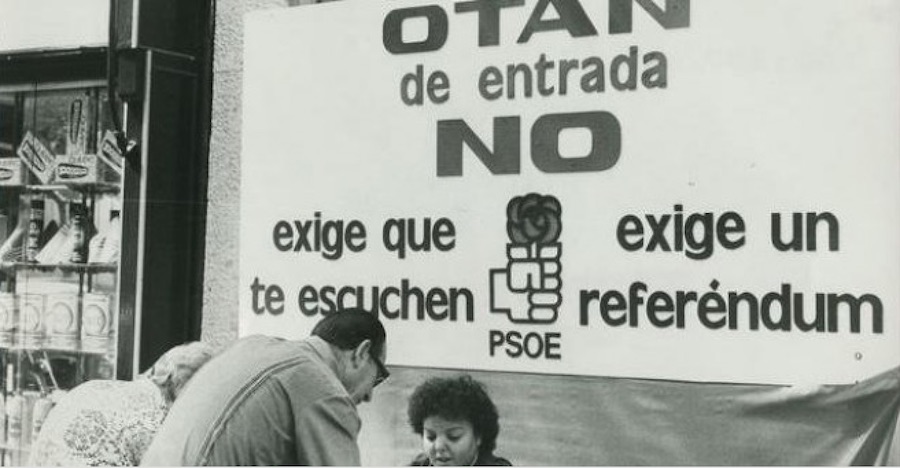 OTAN
de entrada
NO
exige que
te escuchen
exige un
referéndum
PSOE